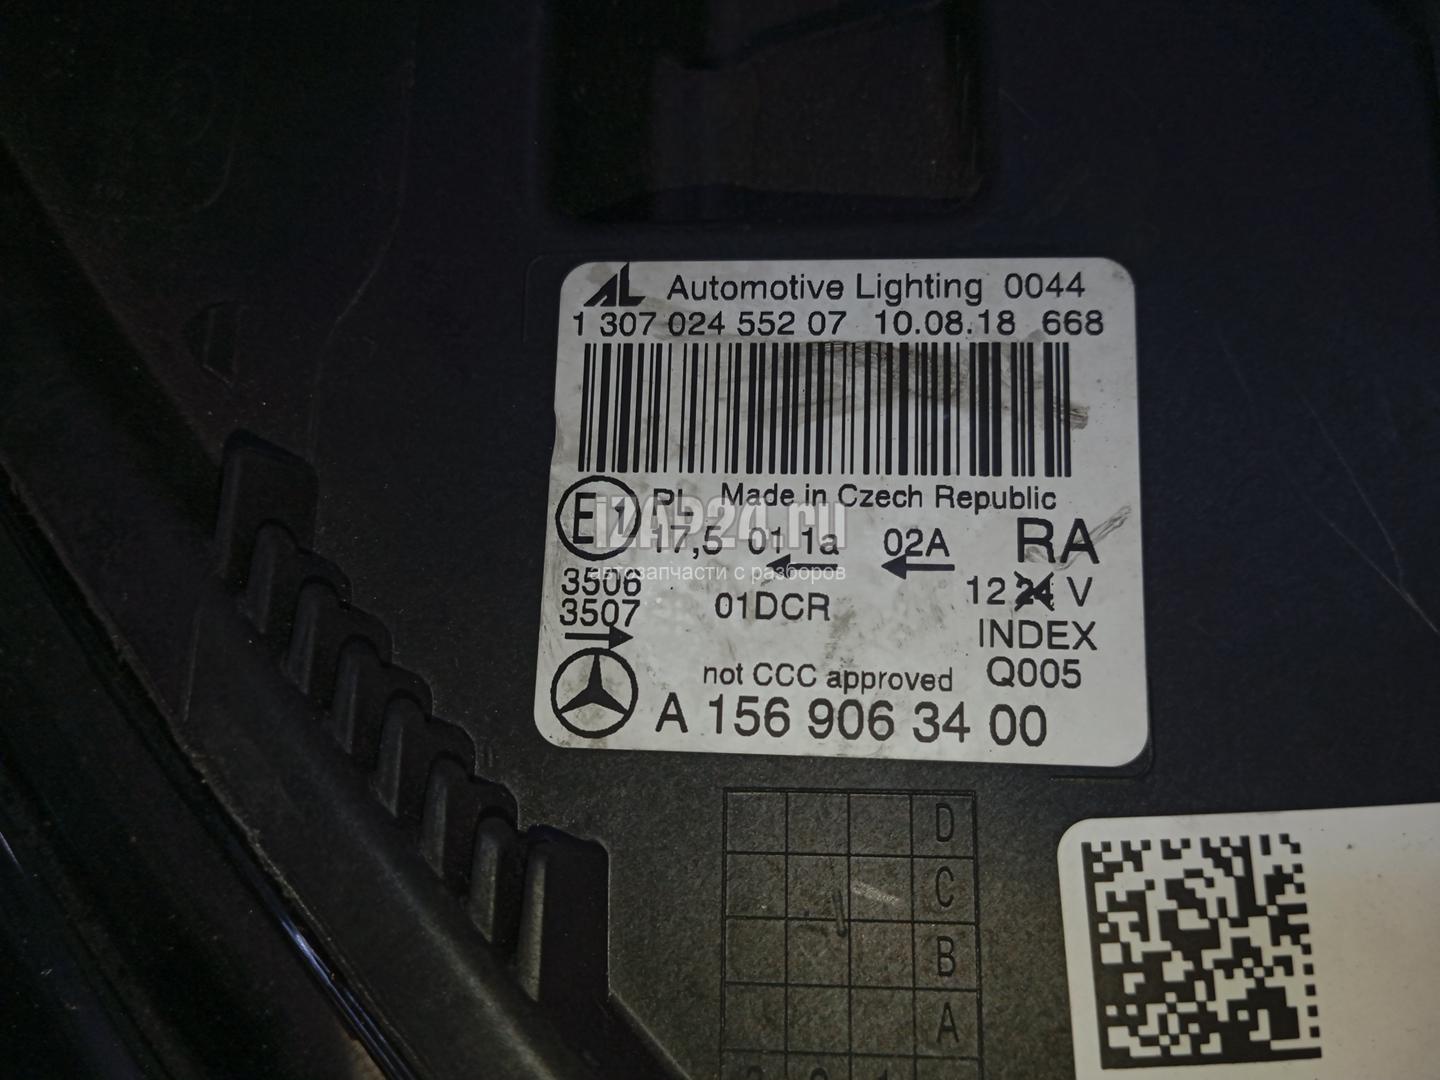 AL Automotive Lighting 0044
1 307 024 552 07 10.08.18 668
E1 PL Made in Czech Republic
17,5 01 1a 02A RA
3506 12 24 V
3507 01DCR INDEX
not CCC approved Q005
A 156 906 34 00
iZAP24.ru
автозапчасти с разборов
D
C
B
A